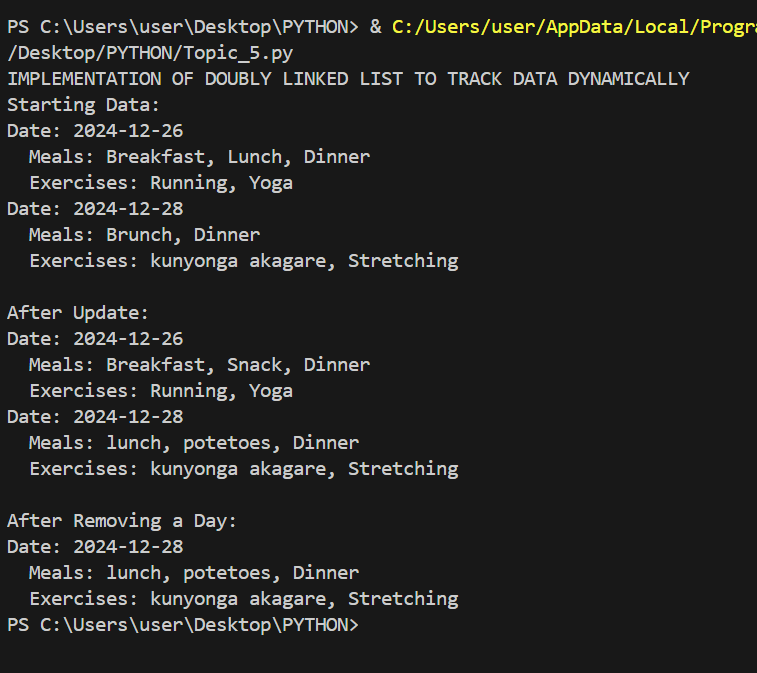 PS C:\Users\user\Desktop\PYTHON> & C:/Users/user/AppData/Local/Progra
/Desktop/PYTHON/Topic_5.py
IMPLEMENTATION OF DOUBLY LINKED LIST TO TRACK DATA DYNAMICALLY
Starting Data:
Date: 2024-12-26
  Meals: Breakfast, Lunch, Dinner
  Exercises: Running, Yoga
Date: 2024-12-28
  Meals: Brunch, Dinner
  Exercises: kunyonga akagare, Stretching

After Update:
Date: 2024-12-26
  Meals: Breakfast, Snack, Dinner
  Exercises: Running, Yoga
Date: 2024-12-28
  Meals: lunch, potetoes, Dinner
  Exercises: kunyonga akagare, Stretching

After Removing a Day:
Date: 2024-12-28
  Meals: lunch, potetoes, Dinner
  Exercises: kunyonga akagare, Stretching
PS C:\Users\user\Desktop\PYTHON>